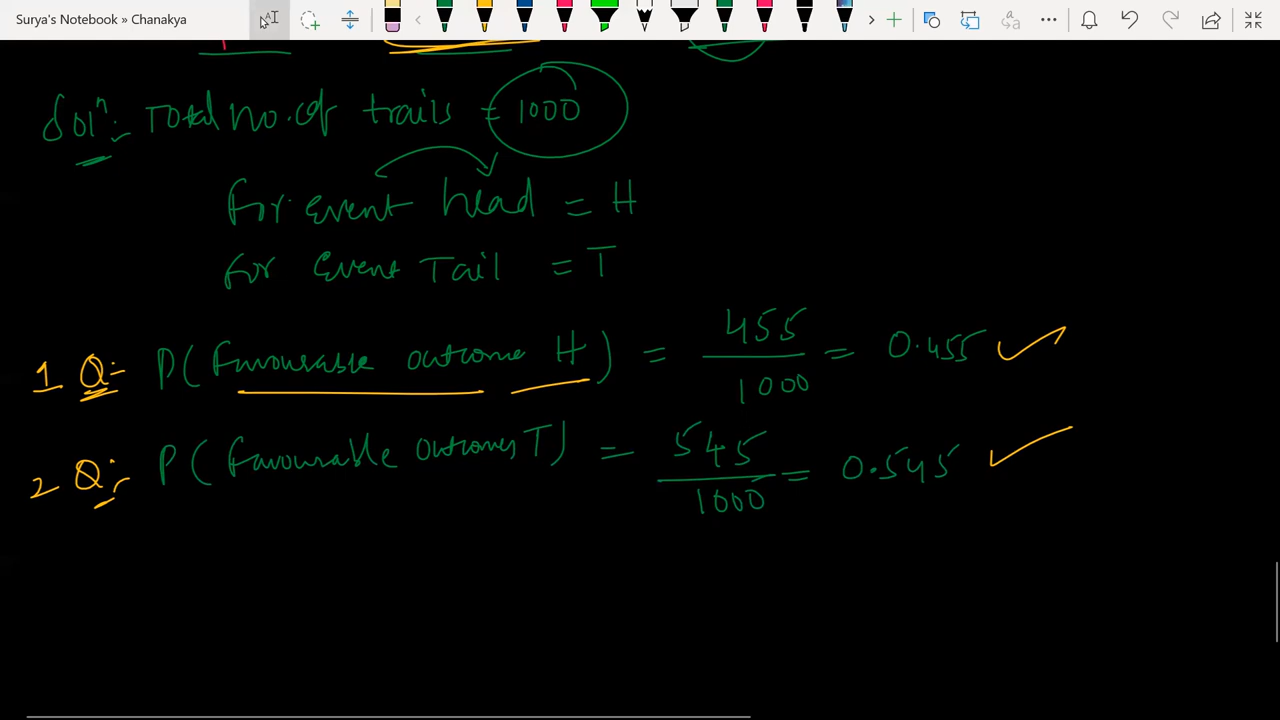 Surya's Notebook » Chanakya
Solⁿ:- Total no. of trails = 1000
for event head = H
for event Tail = T
1 Q:- P(favourable outcome H) = 455/1000 = 0.455 ✓
2 Q:- P(favourable outcomes T) = 545/1000 = 0.545 ✓